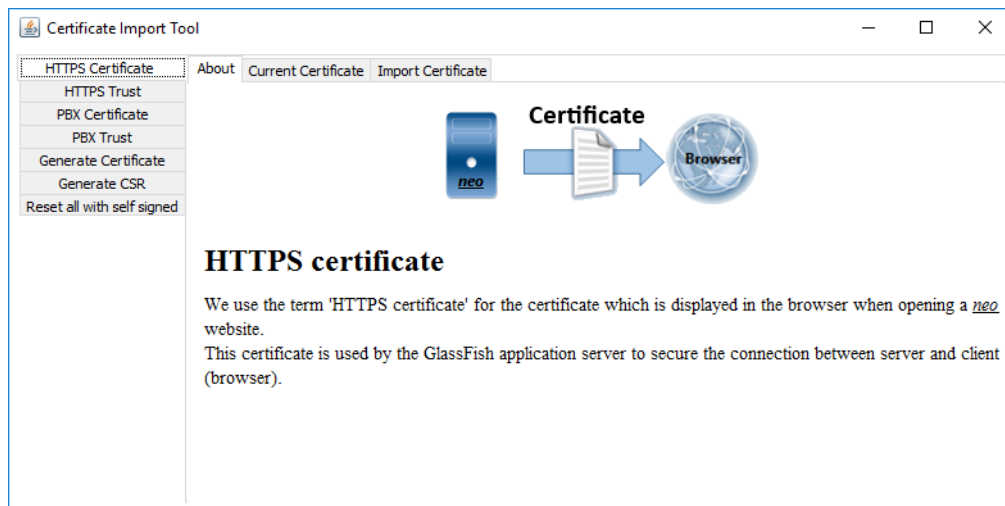 Certificate Import Tool
HTTPS Certificate
HTTPS Trust
PBX Certificate
PBX Trust
Generate Certificate
Generate CSR
Reset all with self signed
About Current Certificate Import Certificate
Certificate
neo
Browser
HTTPS certificate
We use the term 'HTTPS certificate' for the certificate which is displayed in the browser when opening a neo
website.
This certificate is used by the GlassFish application server to secure the connection between server and client
(browser).